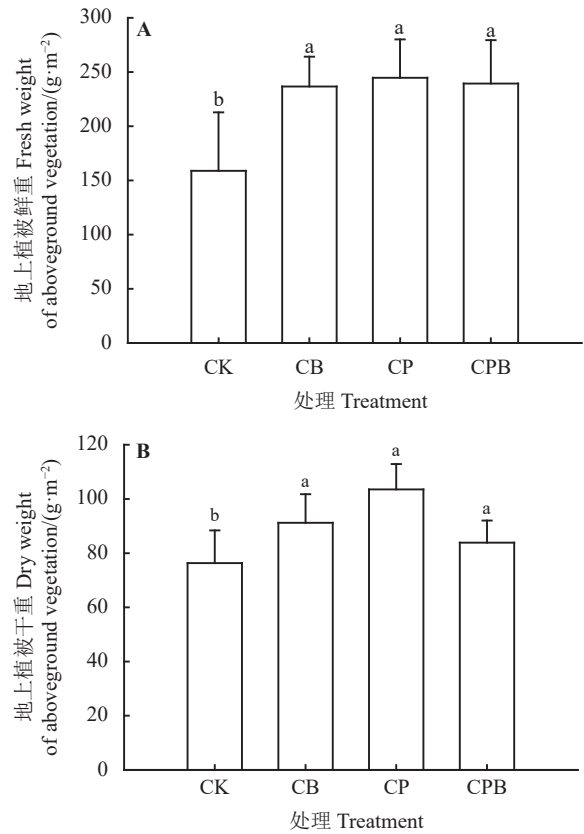 A
地上植被鲜重 Fresh weight
of aboveground vegetation/(g·m⁻²)
300
250
200
150
100
50
0
b
a
a
a
CK
CB
CP
CPB
处理 Treatment
B
地上植被干重 Dry weight
of aboveground vegetation/(g·m⁻²)
120
100
80
60
40
20
0
b
a
a
a
CK
CB
CP
CPB
处理 Treatment